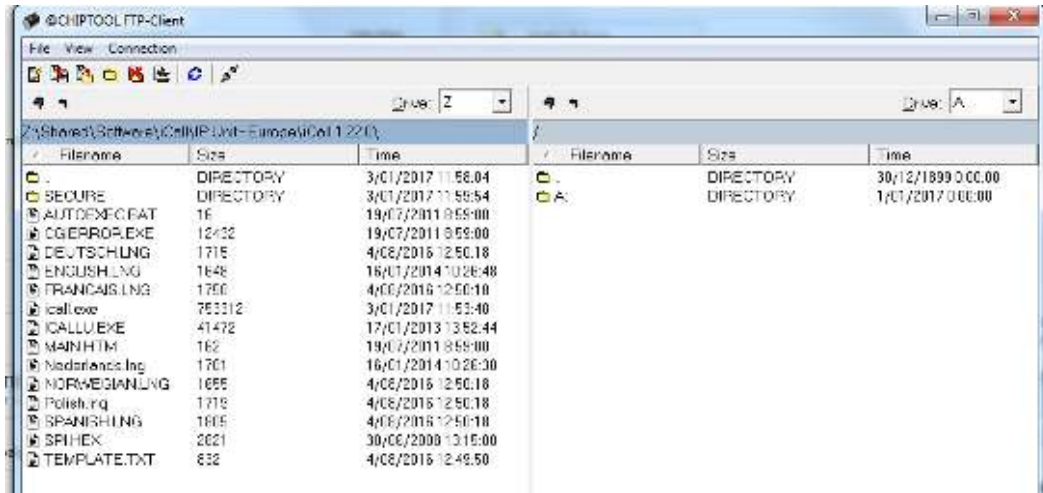 @CHIPTOOL FTP-Client
File View Connection
Drive: Z Drive: A
Z:\Shared\Software\iCall\IP Unit - Europe\iCall 1.22.0\ /
Filename Size Time Filename Size Time
. DIRECTORY 3/01/2017 11:58:04 . DIRECTORY 30/12/1899 0:00:00
SECURE DIRECTORY 3/01/2017 11:59:54 A: DIRECTORY 1/01/2017 0:00:00
AUTOEXEC.BAT 16 19/07/2011 8:59:00
CGIERROR.EXE 12432 19/07/2011 8:59:00
DEUTSCH.LNG 1715 4/08/2016 12:50:18
ENGLISH.LNG 1648 16/01/2014 10:26:48
FRANCAIS.LNG 1750 4/08/2016 12:50:18
icall.exe 753312 3/01/2017 11:53:40
ICALLU.EXE 41472 17/01/2013 13:52:44
MAIN.HTM 162 19/07/2011 8:59:00
Nederlands.lng 1761 16/01/2014 10:26:30
NORWEGIAN.LNG 1655 4/08/2016 12:50:18
Polish.lng 1719 4/08/2016 12:50:18
SPANISH.LNG 1805 4/08/2016 12:50:18
SPI.HEX 2021 30/06/2008 13:15:00
TEMPLATE.TXT 832 4/08/2016 12:49:50